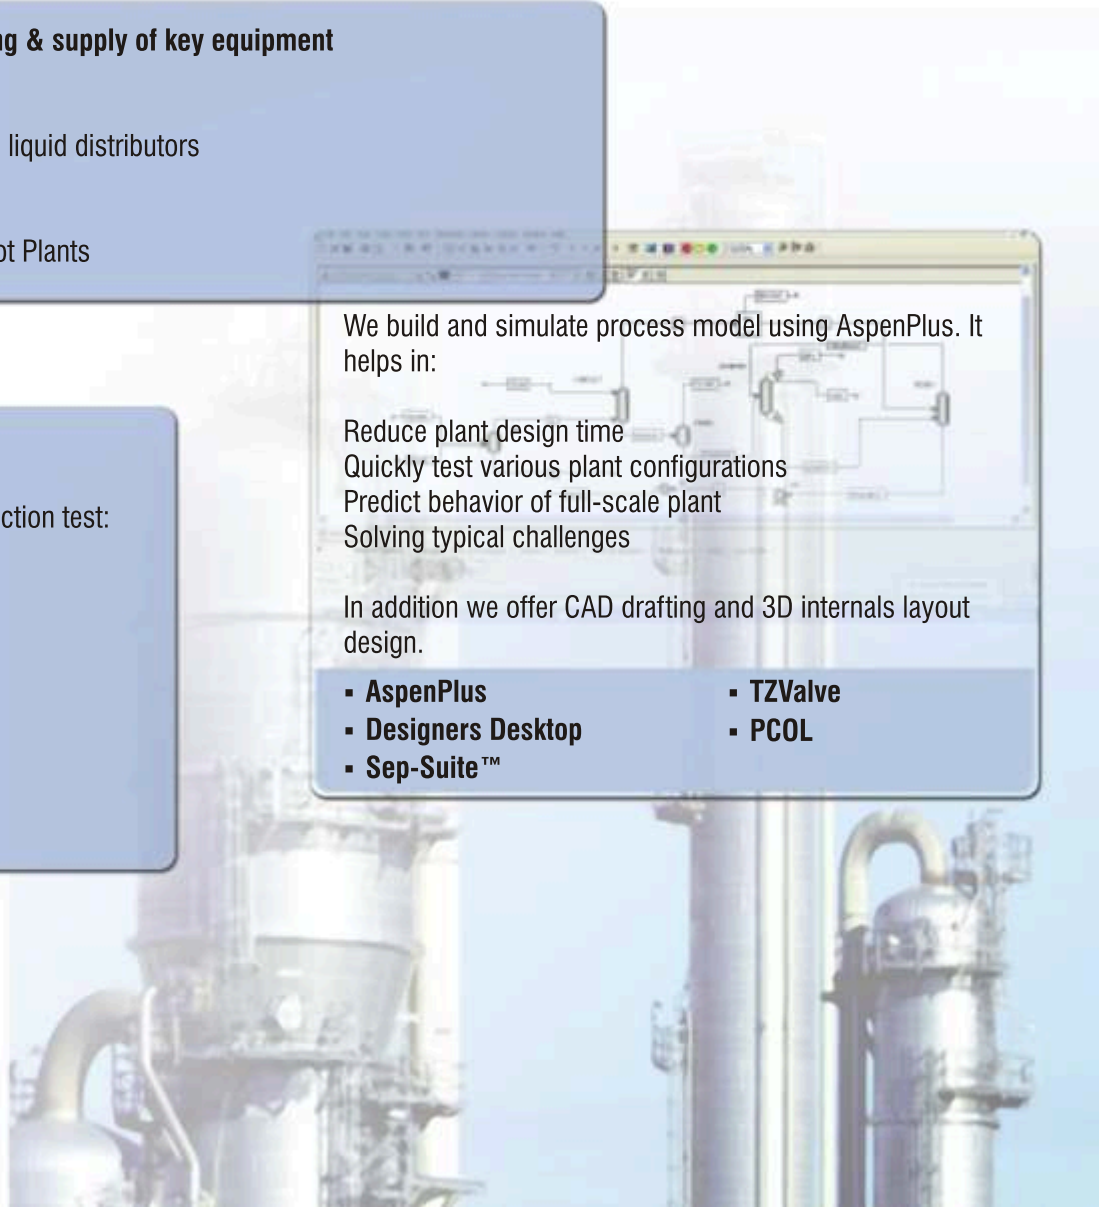 & supply of key equipment
liquid distributors
Plants
We build and simulate process model using AspenPlus. It
helps in:
Reduce plant design time
Quickly test various plant configurations
Predict behavior of full-scale plant
Solving typical challenges
test:
In addition we offer CAD drafting and 3D internals layout
design.
▪ AspenPlus
▪ Designers Desktop
▪ Sep-Suite™
▪ TZValve
▪ PCOL